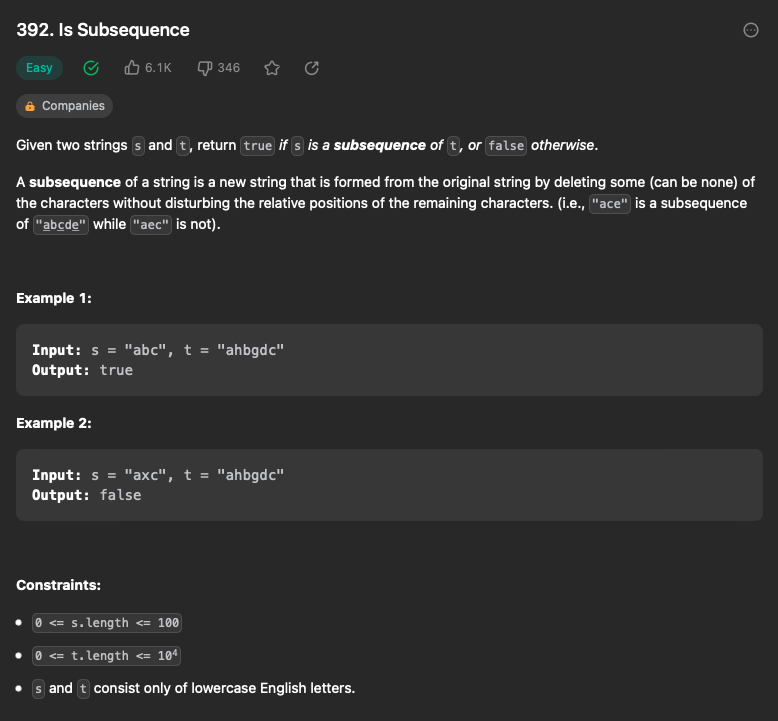 392. Is Subsequence
Easy 6.1K 346
Companies
Given two strings s and t, return true if s is a subsequence of t, or false otherwise.
A subsequence of a string is a new string that is formed from the original string by deleting some (can be none) of
the characters without disturbing the relative positions of the remaining characters. (i.e., "ace" is a subsequence
of "abcde" while "aec" is not).
Example 1:
Input: s = "abc", t = "ahbgdc"
Output: true
Example 2:
Input: s = "axc", t = "ahbgdc"
Output: false
Constraints:
0 <= s.length <= 100
0 <= t.length <= 10⁴
s and t consist only of lowercase English letters.